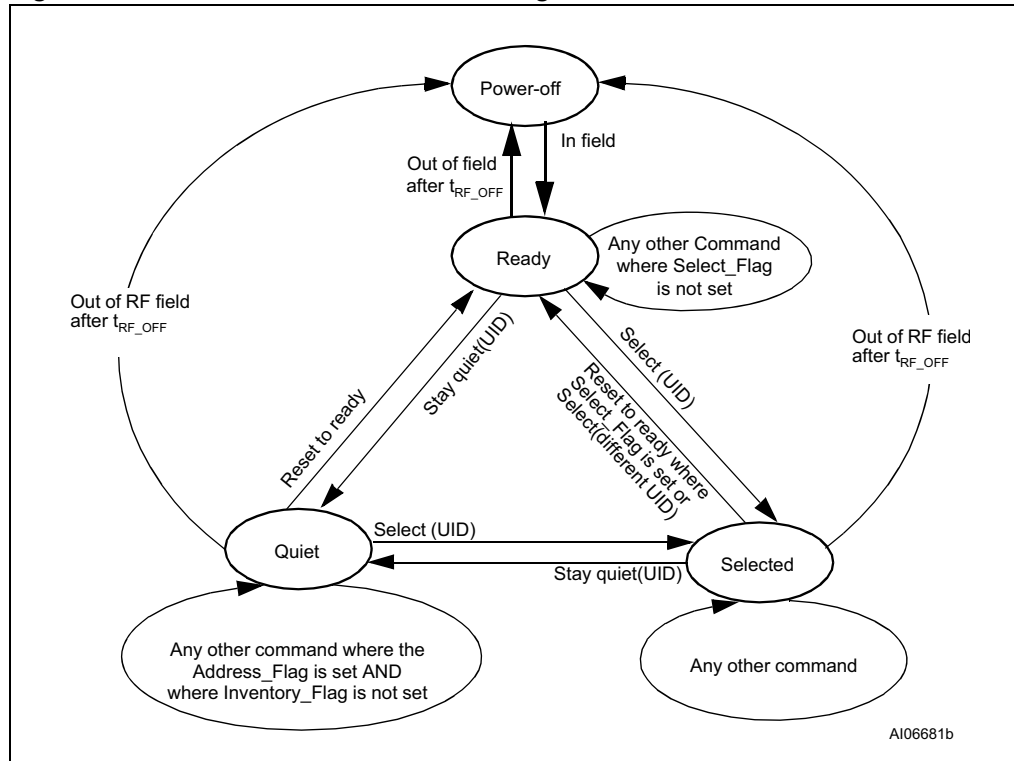 Power-off
In field
Out of field
after tRF_OFF
Ready
Any other Command
where Select_Flag
is not set
Out of RF field
after tRF_OFF
Out of RF field
after tRF_OFF
Reset to ready
Stay quiet(UID)
Select (UID)
Reset to ready where
Select_Flag is set or
Select(different UID)
Quiet
Select (UID)
Stay quiet(UID)
Selected
Any other command where the
Address_Flag is set AND
where Inventory_Flag is not set
Any other command
AI06681b